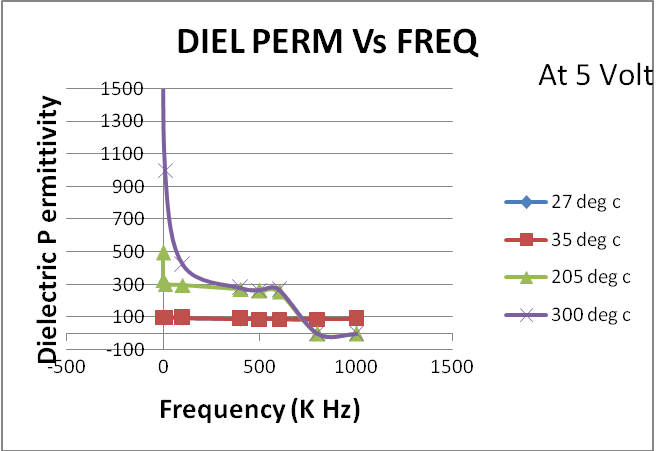 DIEL PERM Vs FREQ
At 5 Volt
Dielectric P ermittivity
1500
1300
1100
900
700
500
300
100
-100
-500 0 500 1000 1500
Frequency (K Hz)
27 deg c
35 deg c
205 deg c
300 deg c